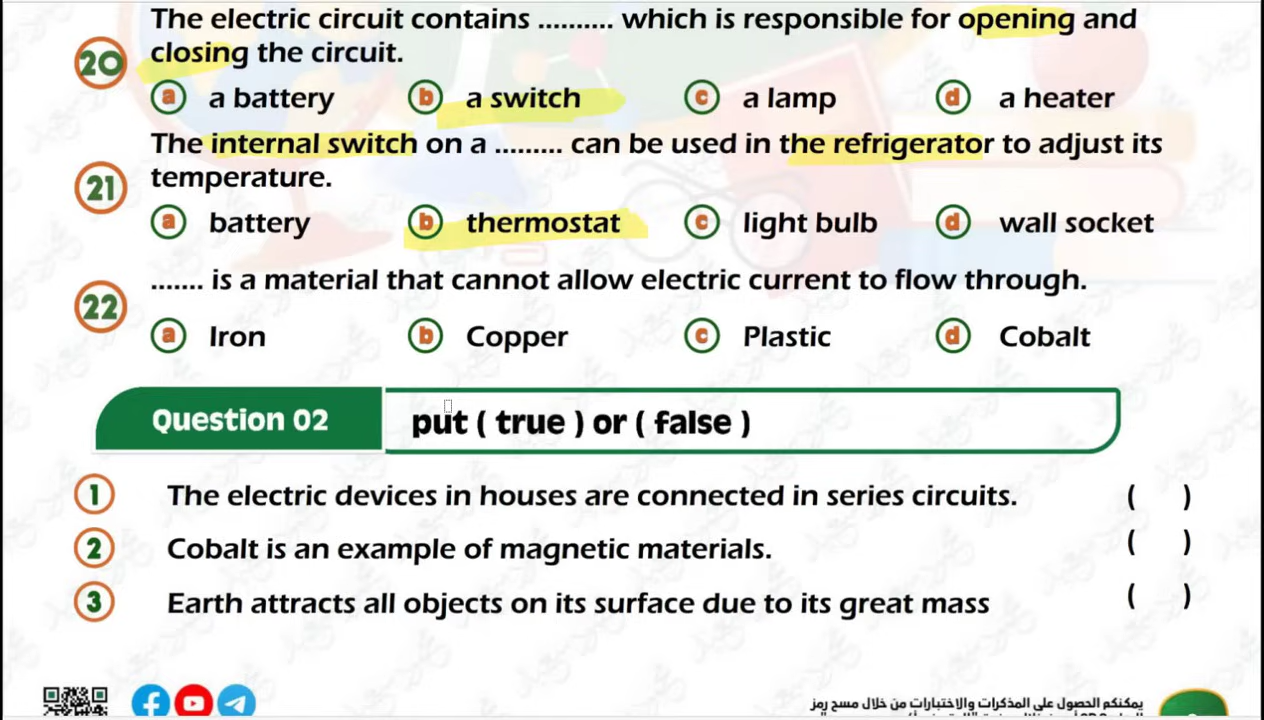 The electric circuit contains .......... which is responsible for opening and
20
closing the circuit.
a a battery b a switch c a lamp d a heater
The internal switch on a ......... can be used in the refrigerator to adjust its
21
temperature.
a battery b thermostat c light bulb d wall socket
....... is a material that cannot allow electric current to flow through.
22
a Iron b Copper c Plastic d Cobalt
Question 02 put ( true ) or ( false )
1 The electric devices in houses are connected in series circuits. ( )
2 Cobalt is an example of magnetic materials. ( )
3 Earth attracts all objects on its surface due to its great mass ( )
يمكنكم الحصول على المذكرات والاختبارات من خلال مسح رمز